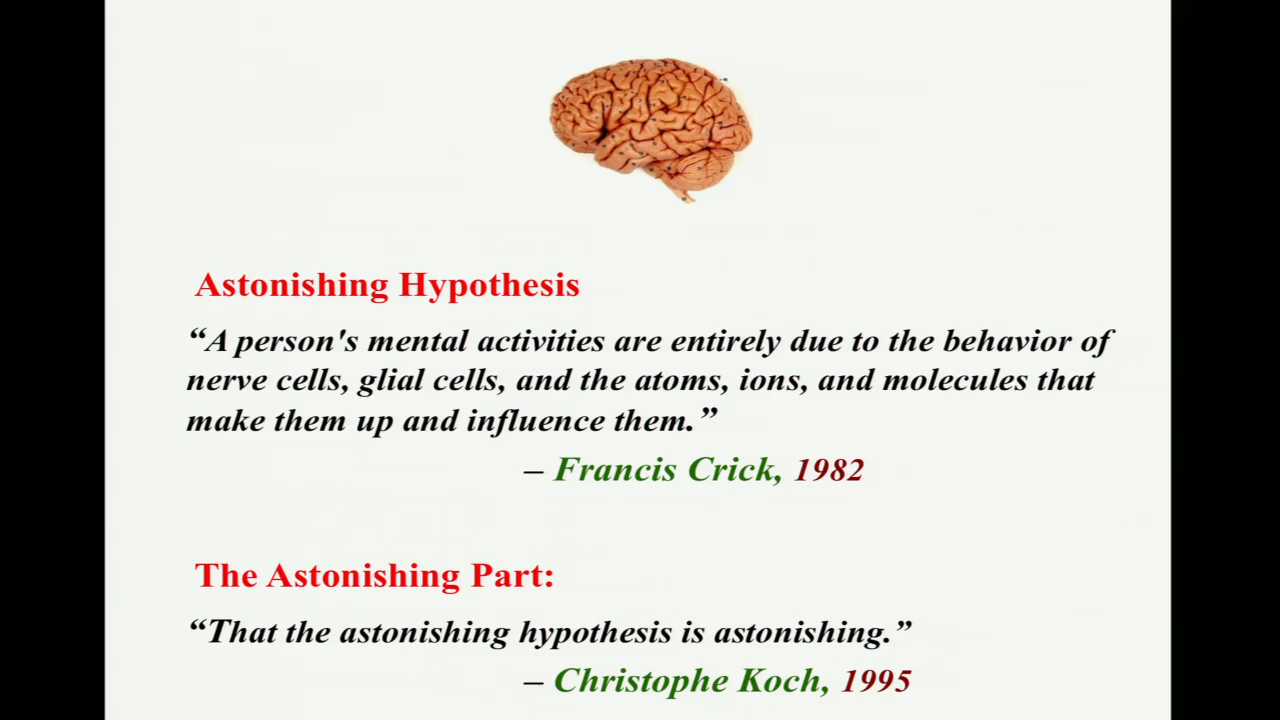 Astonishing Hypothesis
“A person's mental activities are entirely due to the behavior of
nerve cells, glial cells, and the atoms, ions, and molecules that
make them up and influence them.”
– Francis Crick, 1982
The Astonishing Part:
“That the astonishing hypothesis is astonishing.”
– Christophe Koch, 1995